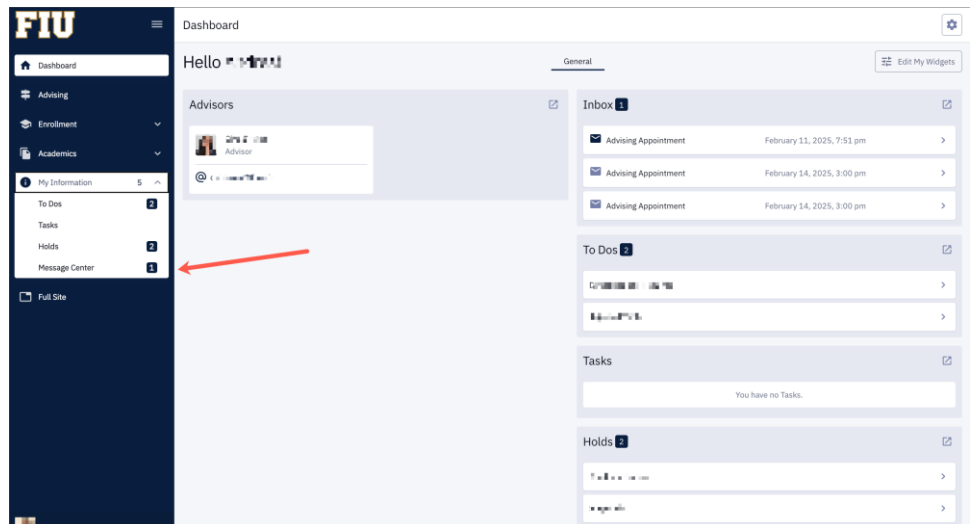 FIU
Dashboard
Advising
Enrollment
Academics
My Information 5
To Dos 2
Tasks
Holds 2
Message Center 1
Full Site
Dashboard
Hello
General
Edit My Widgets
Advisors
Advisor
@
Inbox 1
Advising Appointment February 11, 2025, 7:51 pm
Advising Appointment February 14, 2025, 3:00 pm
Advising Appointment February 14, 2025, 3:00 pm
To Dos 2
Tasks
You have no Tasks.
Holds 2